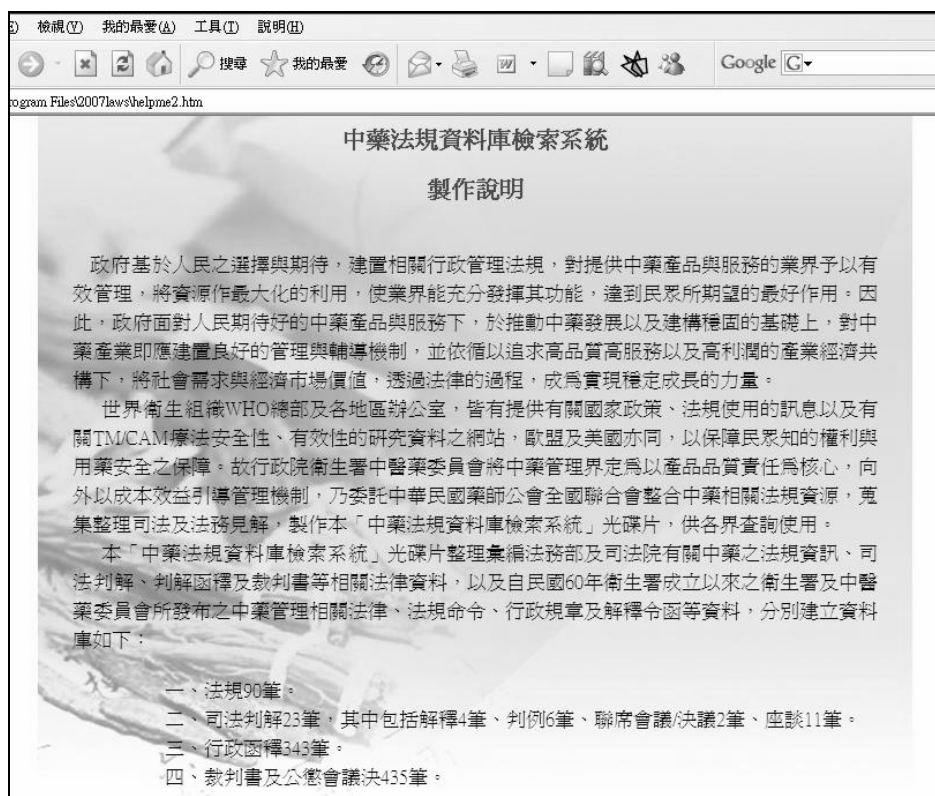 檢視(V) 我的最愛(A) 工具(T) 說明(H)
搜尋 我的最愛 Google G
rogram Files\2007laws\helpme2.htm
中藥法規資料庫檢索系統
製作說明
政府基於人民之選擇與期待，建置相關行政管理法規，對提供中藥產品與服務的業界予以有
效管理，將資源作最大化的利用，使業界能充分發揮其功能，達到民眾所期望的最好作用。因
此，政府面對人民期待好的中藥產品與服務下，於推動中藥發展以及建構穩固的基礎上，對中
藥產業即應建置良好的管理與輔導機制，並依循以追求高品質高服務以及高利潤的產業經濟共
構下，將社會需求與經濟市場價值，透過法律的過程，成為實現穩定成長的力量。
世界衛生組織WHO總部及各地區辦公室，皆有提供有關國家政策、法規使用的訊息以及有
關TM/CAM療法安全性、有效性的研究資料之網站，歐盟及美國亦同，以保障民眾知的權利與
用藥安全之保障。故行政院衛生署中醫藥委員會將中藥管理界定為以產品品質責任為核心，向
外以成本效益引導管理機制，乃委託中華民國藥師公會全國聯合會整合中藥相關法規資源，蒐
集整理司法及法務見解，製作本「中藥法規資料庫檢索系統」光碟片，供各界查詢使用。
本「中藥法規資料庫檢索系統」光碟片整理彙編法務部及司法院有關中藥之法規資訊、司
法判解、判解函釋及裁判書等相關法律資料，以及自民國60年衛生署成立以來之衛生署及中醫
藥委員會所發布之中藥管理相關法律、法規命令、行政規章及解釋令函等資料，分別建立資料
庫如下：
一、法規90筆。
二、司法判解23筆，其中包括解釋4筆、判例6筆、聯席會議/決議2筆、座談11筆。
三、行政函釋343筆。
四、裁判書及公懲會議決435筆。